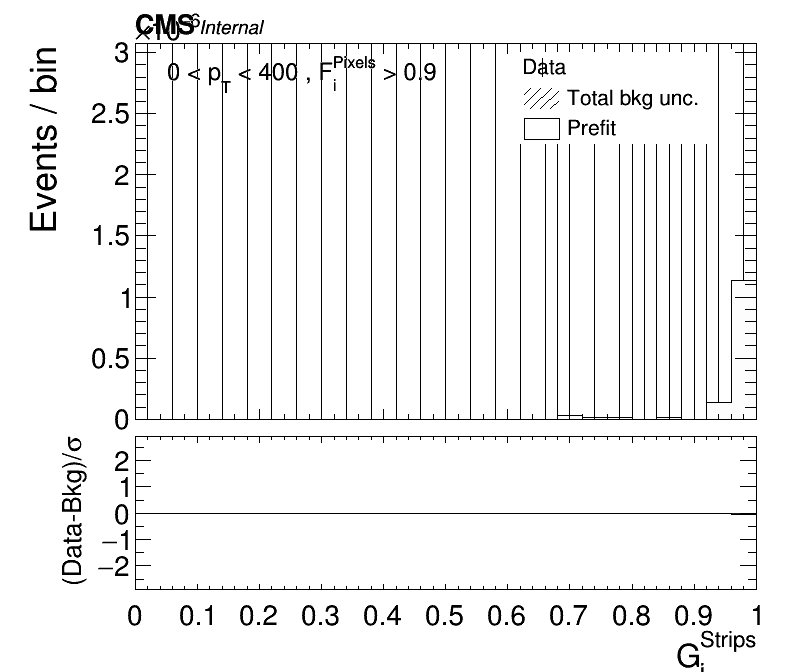 CMS Internal
×10⁻⁶
Events / bin
3
2.5
2
1.5
1
0.5
0
0 < p_T < 400 , F_i^Pixels > 0.9
Data
Total bkg unc.
Prefit
(Data-Bkg)/σ
2
1
0
−1
−2
0 0.1 0.2 0.3 0.4 0.5 0.6 0.7 0.8 0.9 1
G_i^Strips